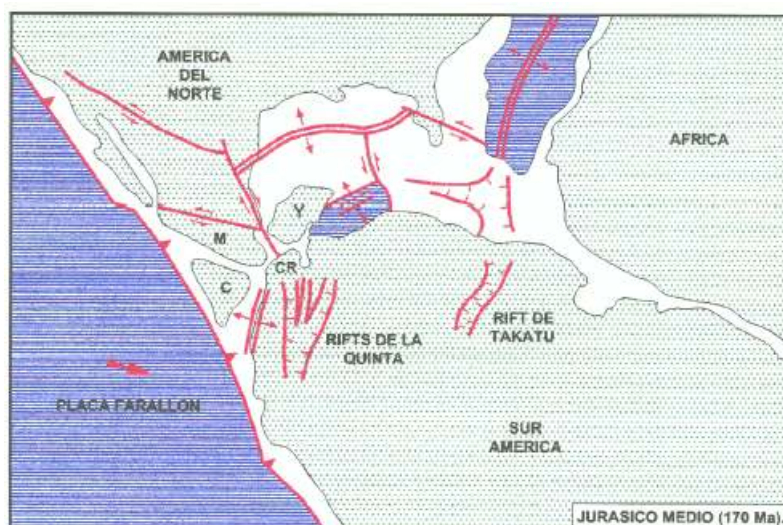 AMERICA
DEL
NORTE
AFRICA
Y
M
CR
C
RIFTS DE LA
QUINTA
RIFT DE
TAKATU
PLACA FARALLON
SUR
AMERICA
JURASICO MEDIO (170 Ma)